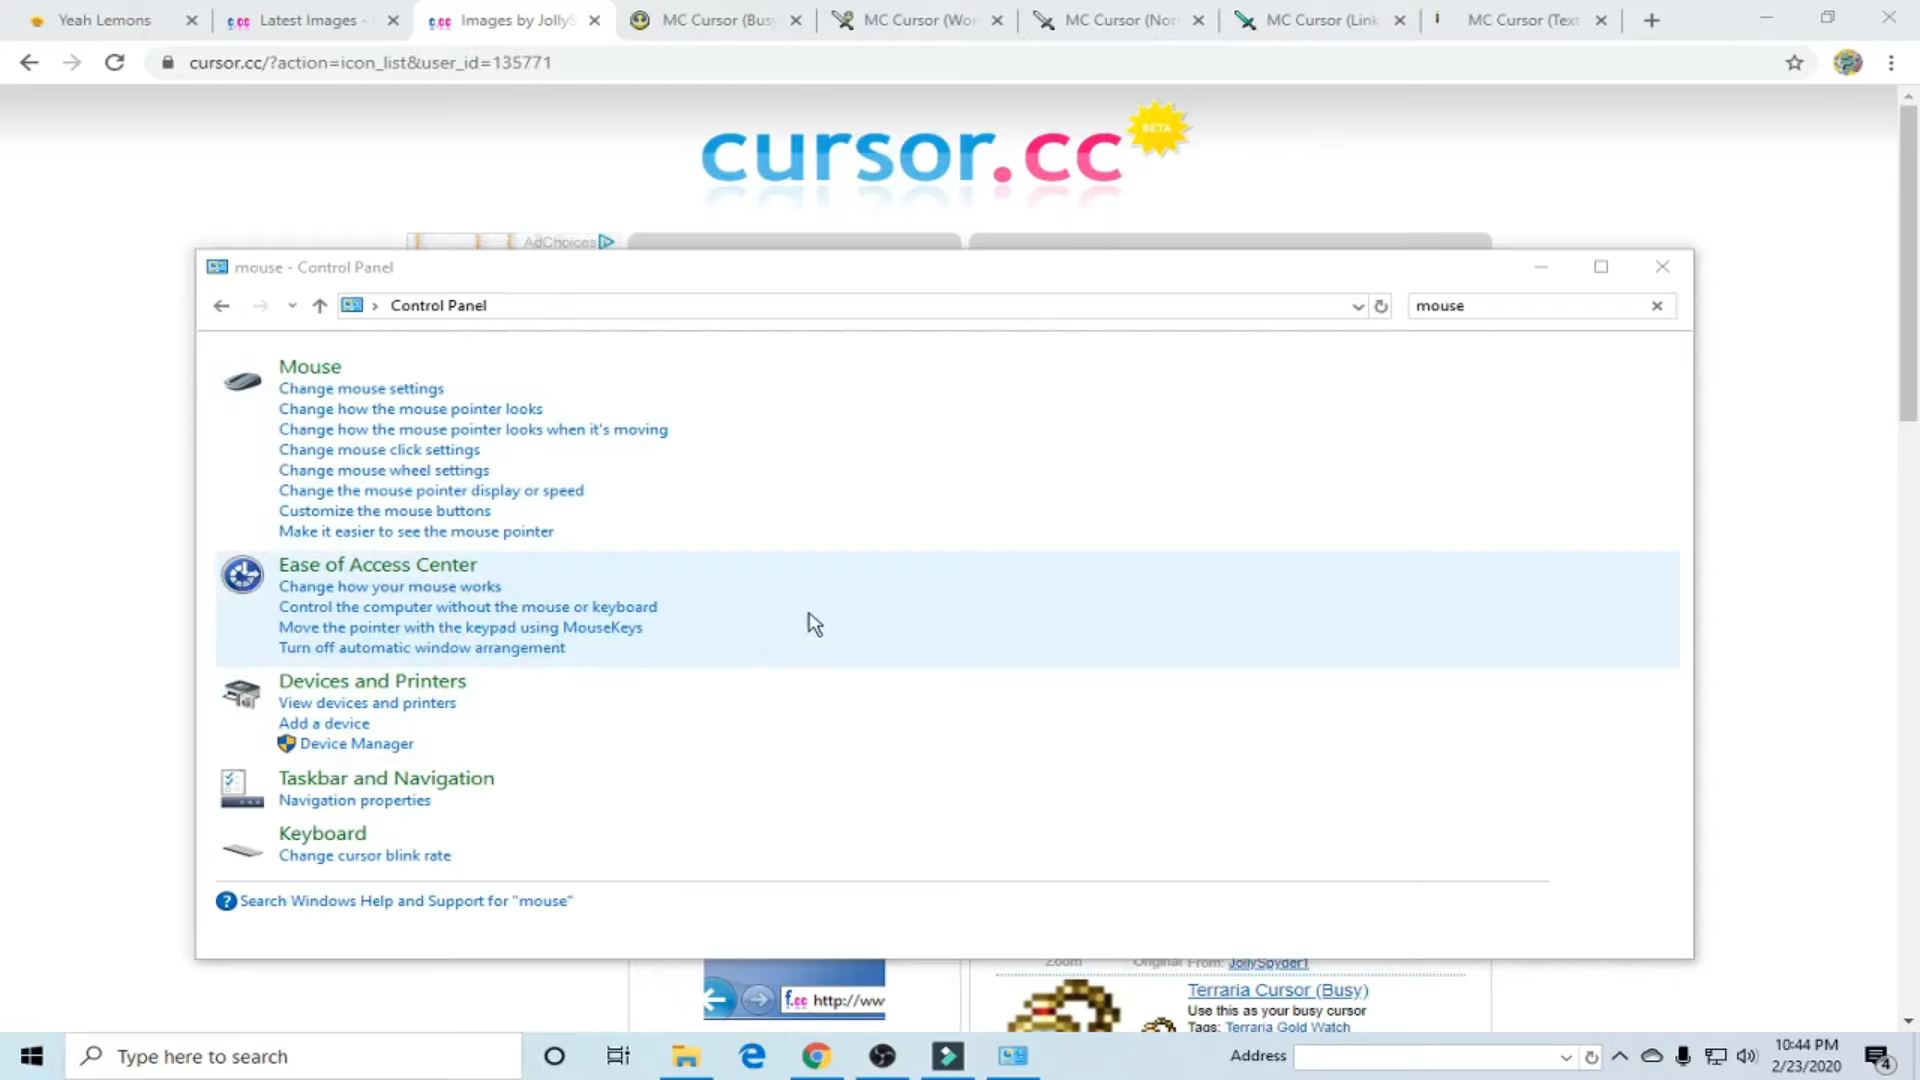 Yeah Lemons
Latest Images -
Images by JollyS
MC Cursor (Bus
MC Cursor (Wo
MC Cursor (Nor
MC Cursor (Link
MC Cursor (Text
cursor.cc/?action=icon_list&user_id=135771
cursor.cc
BETA
AdChoices
mouse - Control Panel
Control Panel
mouse
Mouse
Change mouse settings
Change how the mouse pointer looks
Change how the mouse pointer looks when it's moving
Change mouse click settings
Change mouse wheel settings
Change the mouse pointer display or speed
Customize the mouse buttons
Make it easier to see the mouse pointer
Ease of Access Center
Change how your mouse works
Control the computer without the mouse or keyboard
Move the pointer with the keypad using MouseKeys
Turn off automatic window arrangement
Devices and Printers
View devices and printers
Add a device
Device Manager
Taskbar and Navigation
Navigation properties
Keyboard
Change cursor blink rate
Search Windows Help and Support for "mouse"
Zoom Original From: JollySpyder1
f.cc http://ww
Terraria Cursor (Busy)
Use this as your busy cursor
Tags: Terraria Gold Watch
Type here to search
Address
10:44 PM
2/23/2020
4